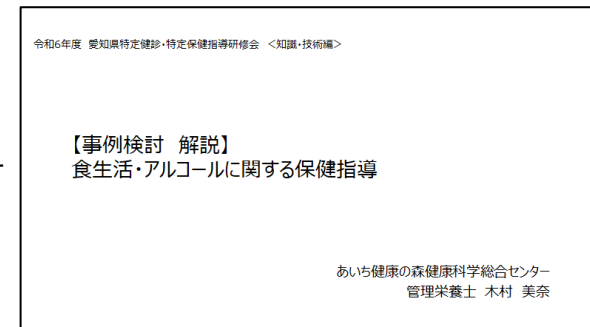 令和6年度 愛知県特定健診・特定保健指導研修会 <知識・技術編>
【事例検討 解説】
食生活・アルコールに関する保健指導
あいち健康の森健康科学総合センター
管理栄養士 木村 美奈